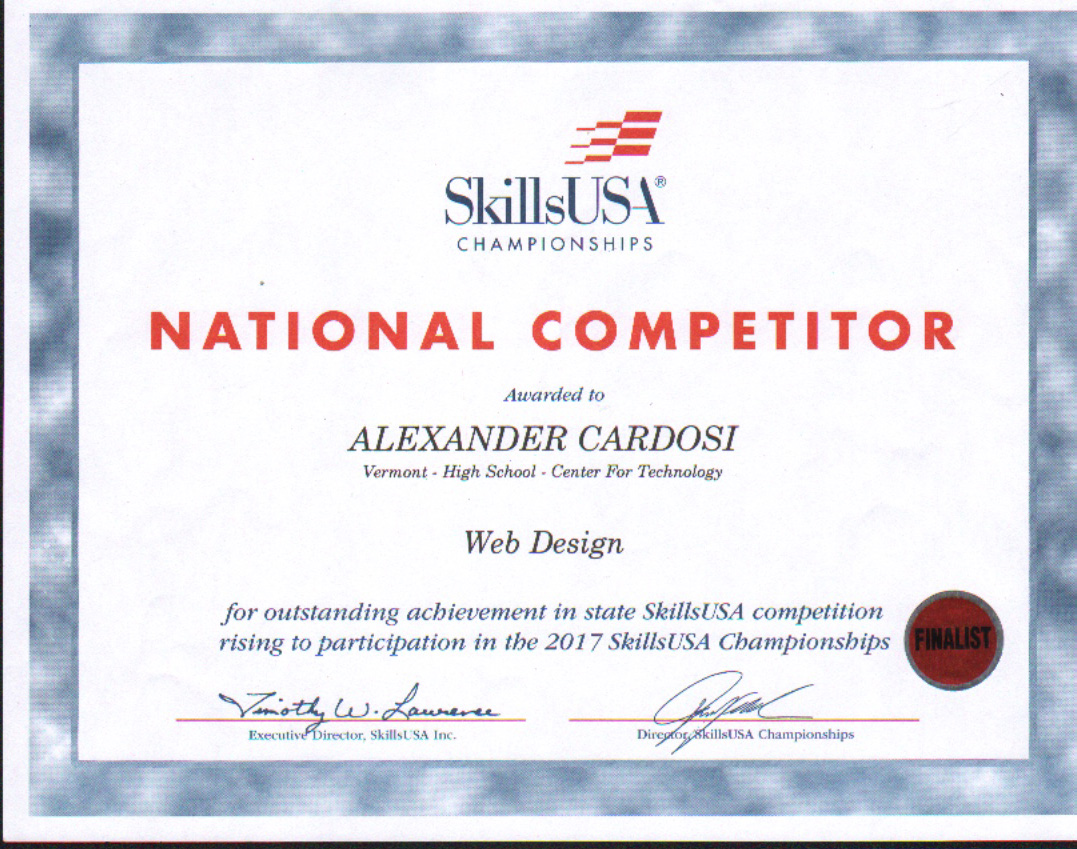 SkillsUSA®
CHAMPIONSHIPS
NATIONAL COMPETITOR
Awarded to
ALEXANDER CARDOSI
Vermont - High School - Center For Technology
Web Design
for outstanding achievement in state SkillsUSA competition
rising to participation in the 2017 SkillsUSA Championships
FINALIST
Timothy W. Lawrence
Executive Director, SkillsUSA Inc.
Director, SkillsUSA Championships